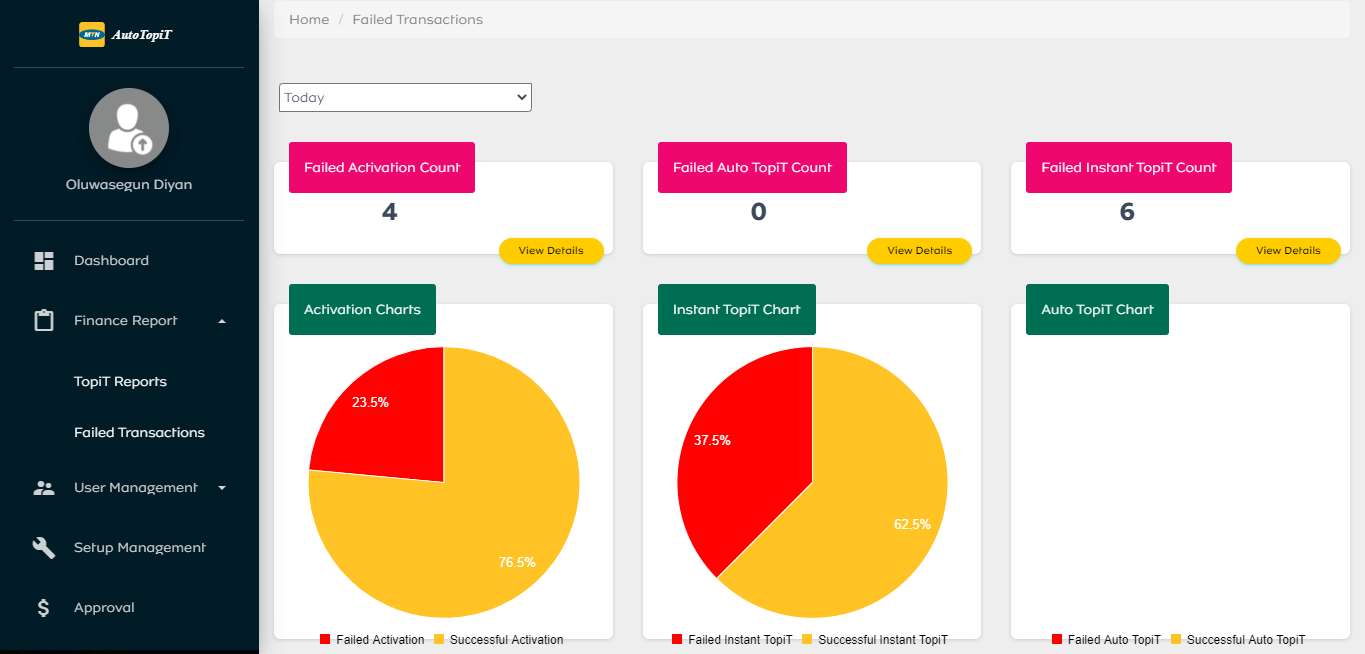 MTN AutoTopiT
Oluwasegun Diyan
Dashboard
Finance Report
TopiT Reports
Failed Transactions
User Management
Setup Management
Approval
Home / Failed Transactions
Today
Failed Activation Count
4
View Details
Failed Auto TopiT Count
0
View Details
Failed Instant TopiT Count
6
View Details
Activation Charts
23.5%
76.5%
Failed Activation Successful Activation
Instant TopiT Chart
37.5%
62.5%
Failed Instant TopiT Successful Instant TopiT
Auto TopiT Chart
Failed Auto TopiT Successful Auto TopiT